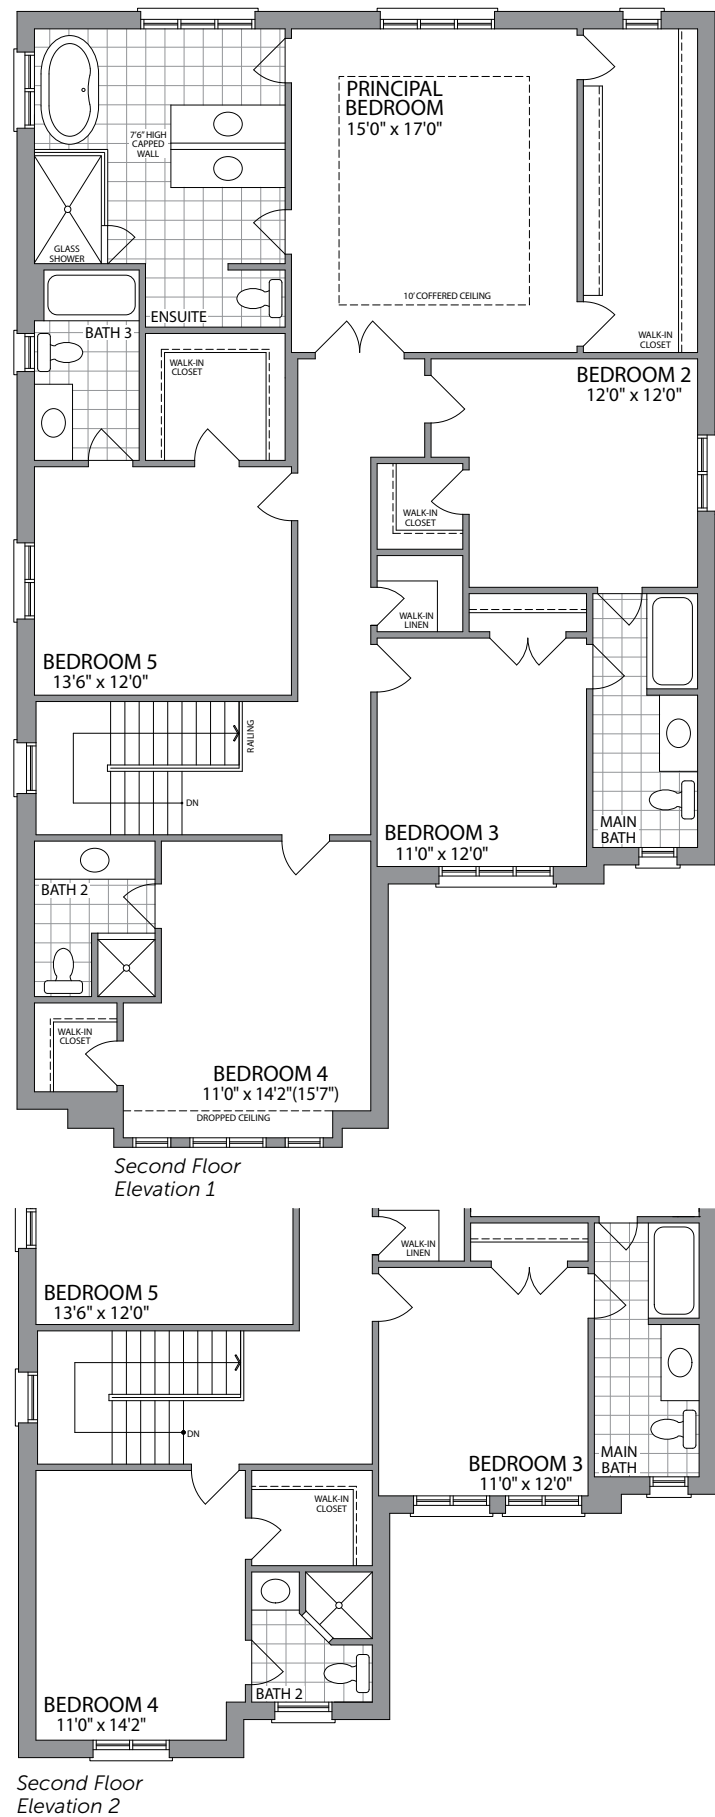 PRINCIPAL
BEDROOM
15'0" x 17'0"
7'6" HIGH
CAPPED
WALL
GLASS
SHOWER
10' COFFERED CEILING
ENSUITE
BATH 3
WALK-IN
CLOSET
WALK-IN
CLOSET
BEDROOM 2
12'0" x 12'0"
WALK-IN
CLOSET
WALK-IN
LINEN
BEDROOM 5
13'6" x 12'0"
RAILING
DN
BEDROOM 3
11'0" x 12'0"
MAIN
BATH
BATH 2
WALK-IN
CLOSET
BEDROOM 4
11'0" x 14'2"(15'7")
DROPPED CEILING
Second Floor
Elevation 1
WALK-IN
LINEN
BEDROOM 5
13'6" x 12'0"
DN
BEDROOM 3
11'0" x 12'0"
MAIN
BATH
WALK-IN
CLOSET
BEDROOM 4
11'0" x 14'2"
BATH 2
Second Floor
Elevation 2